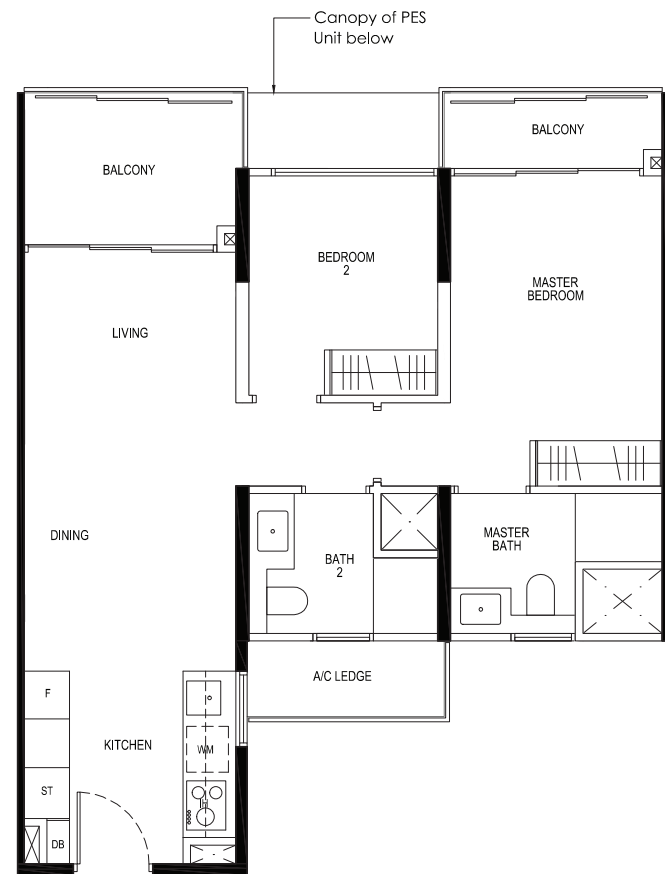 Canopy of PES
Unit below
BALCONY
BALCONY
BEDROOM
2
MASTER
BEDROOM
LIVING
DINING
MASTER
BATH
BATH
2
A/C LEDGE
F
KITCHEN
WM
ST
DB